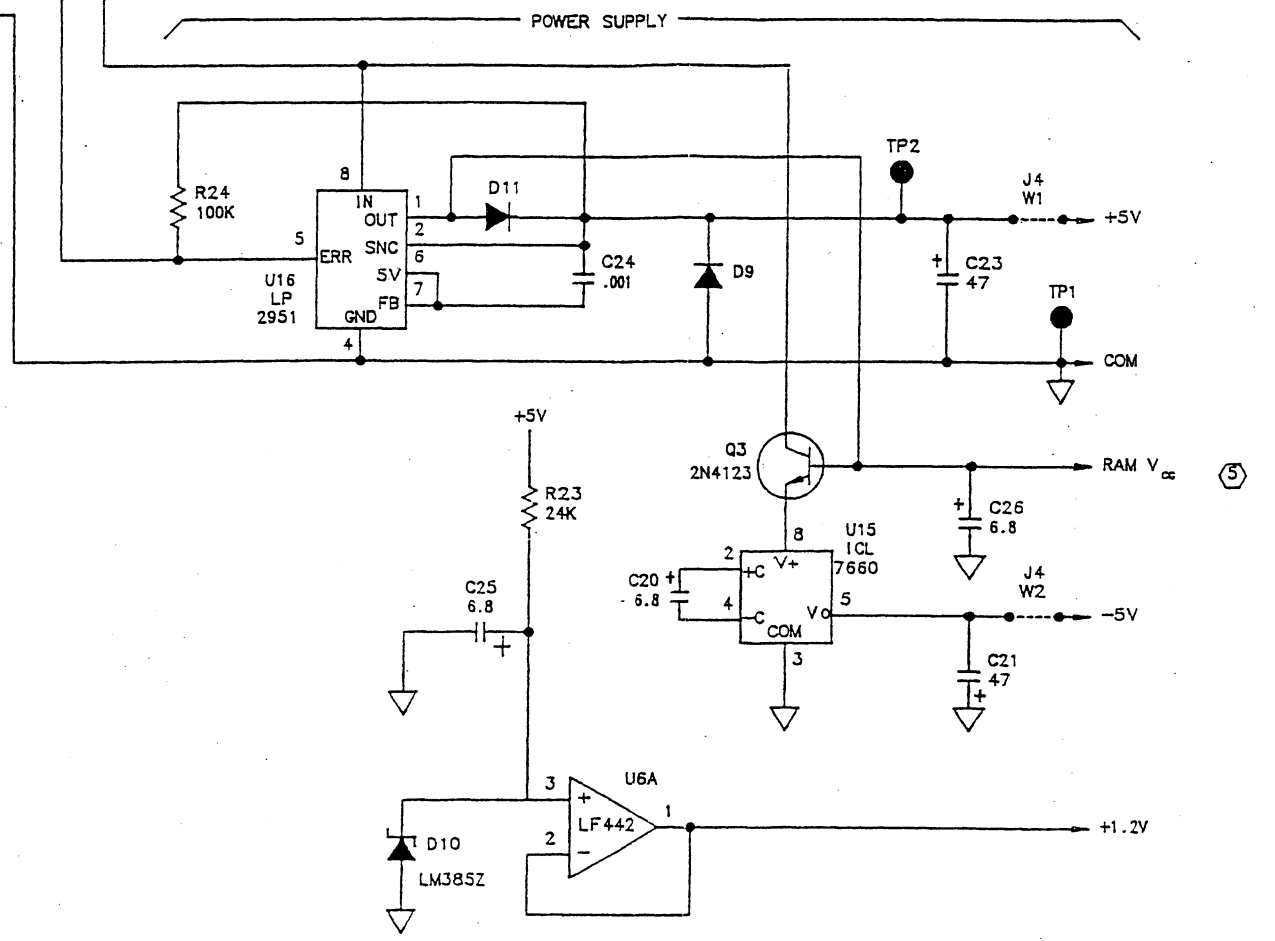 POWER SUPPLY
TP2
8
R24
100K
IN
OUT
1
D11
J4
W1
+5V
5
ERR
2
SNC
6
5V
C24
.001
D9
+
C23
47
U16
LP
2951
7
FB
GND
4
TP1
COM
+5V
Q3
2N4123
RAM VCC
5
R23
24K
+
C26
6.8
8
U15
ICL
7660
2
+C
V+
C20
6.8
+
4
-C
V
5
COM
3
J4
W2
-5V
C25
6.8
+
C21
47
+
U6A
3
+
1
LF442
2
-
+1.2V
D10
LM385Z